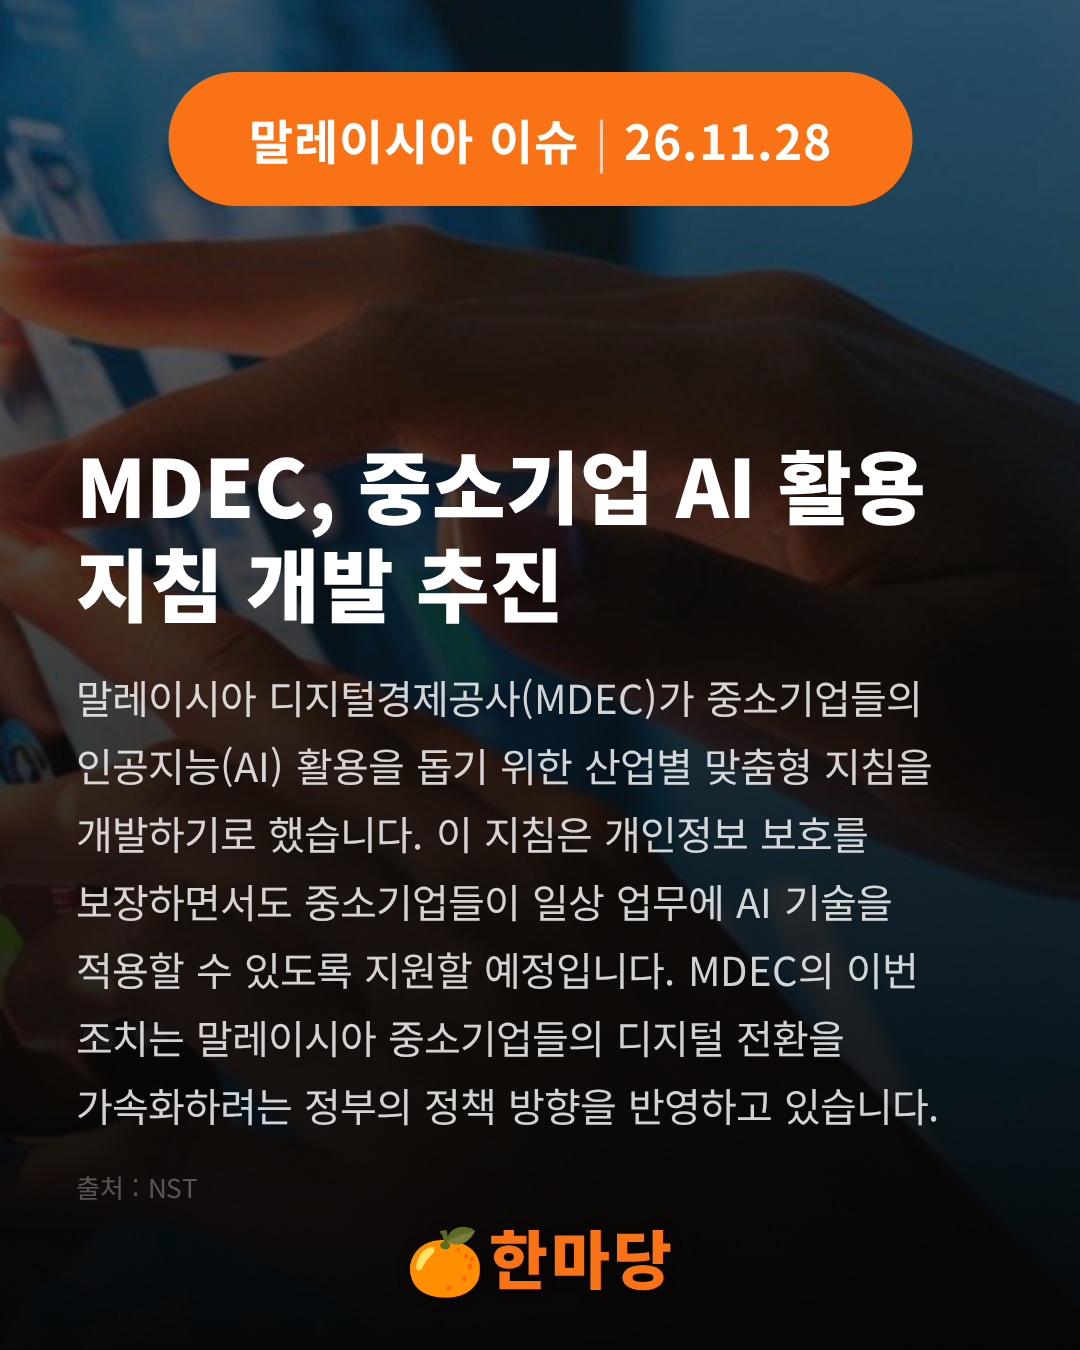 말레이시아 이슈 | 26.11.28
MDEC, 중소기업 AI 활용
지침 개발 추진
말레이시아 디지털경제공사(MDEC)가 중소기업들의
인공지능(AI) 활용을 돕기 위한 산업별 맞춤형 지침을
개발하기로 했습니다. 이 지침은 개인정보 보호를
보장하면서도 중소기업들이 일상 업무에 AI 기술을
적용할 수 있도록 지원할 예정입니다. MDEC의 이번
조치는 말레이시아 중소기업들의 디지털 전환을
가속화하려는 정부의 정책 방향을 반영하고 있습니다.
출처 : NST
한마당